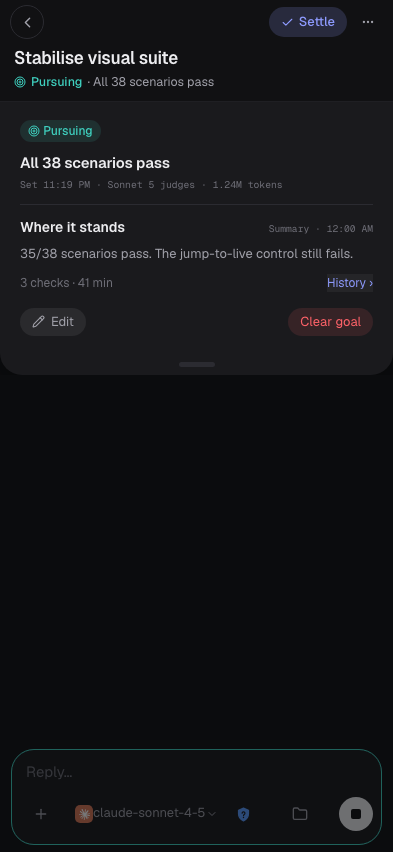 Settle
Stabilise visual suite
Pursuing · All 38 scenarios pass
Pursuing
All 38 scenarios pass
Set 11:19 PM · Sonnet 5 judges · 1.24M tokens
Where it stands
Summary · 12:00 AM
35/38 scenarios pass. The jump-to-live control still fails.
3 checks · 41 min
History ›
Edit
Clear goal
Reply…
claude-sonnet-4-5